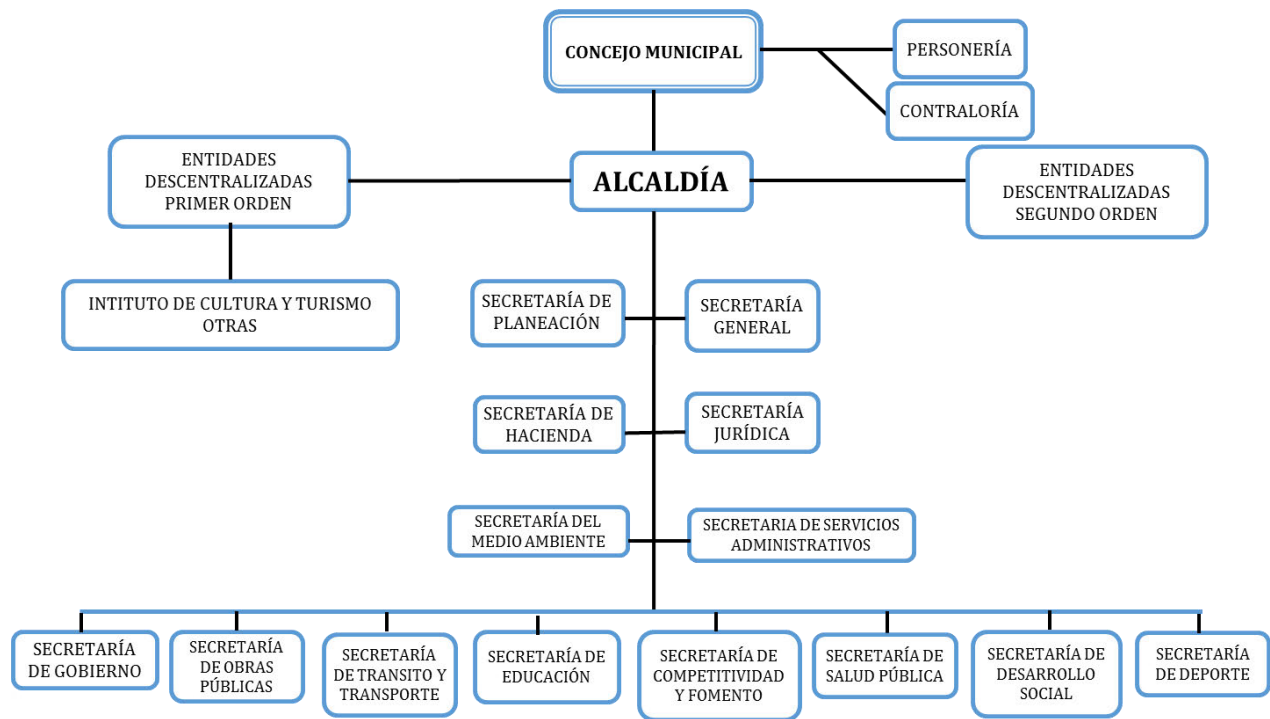 CONCEJO MUNICIPAL
PERSONERÍA
CONTRALORÍA
ENTIDADES
DESCENTRALIZADAS
PRIMER ORDEN
ALCALDÍA
ENTIDADES
DESCENTRALIZADAS
SEGUNDO ORDEN
INTITUTO DE CULTURA Y TURISMO
OTRAS
SECRETARÍA DE
PLANEACIÓN
SECRETARÍA
GENERAL
SECRETARÍA DE
HACIENDA
SECRETARÍA
JURÍDICA
SECRETARÍA DEL
MEDIO AMBIENTE
SECRETARIA DE SERVICIOS
ADMINISTRATIVOS
SECRETARÍA
DE GOBIERNO
SECRETARÍA
DE OBRAS
PÚBLICAS
SECRETARÍA
DE TRANSITO Y
TRANSPORTE
SECRETARÍA DE
EDUCACIÓN
SECRETARÍA DE
COMPETITIVIDAD
Y FOMENTO
SECRETARÍA DE
SALUD PÚBLICA
SECRETARÍA DE
DESARROLLO
SOCIAL
SECRETARÍA
DE DEPORTE